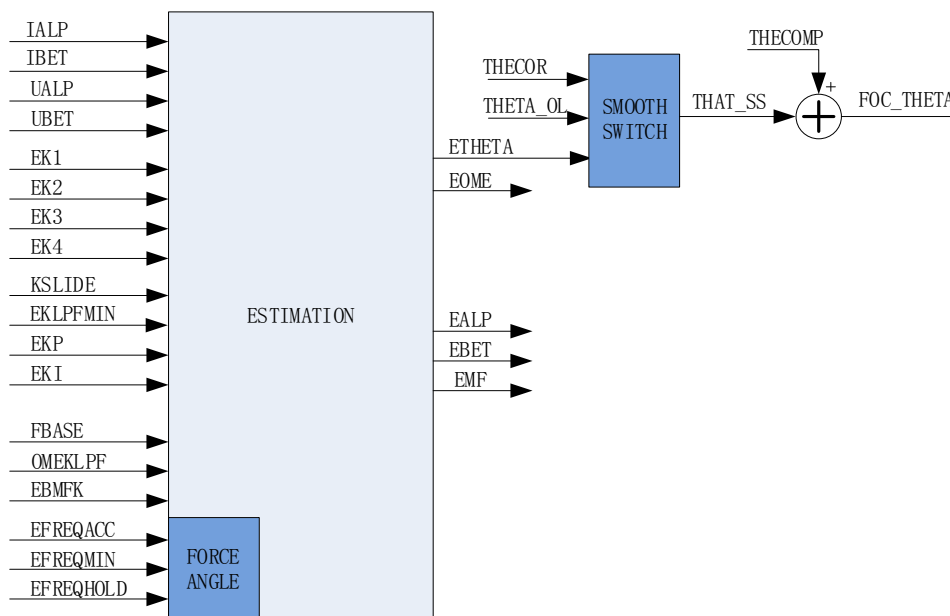 IALP
IBET
UALP
UBET
EK1
EK2
EK3
EK4
KSLIDE
EKLPFMIN
EKP
EKI
FBASE
OMEKLPF
EBMFK
EFREQACC
EFREQMIN
EFREQHOLD
FORCE
ANGLE
ESTIMATION
ETHETA
EOME
EALP
EBET
EMF
THECOR
THETA_OL
SMOOTH
SWITCH
THAT_SS
THECOMP
+
+
FOC_THETA